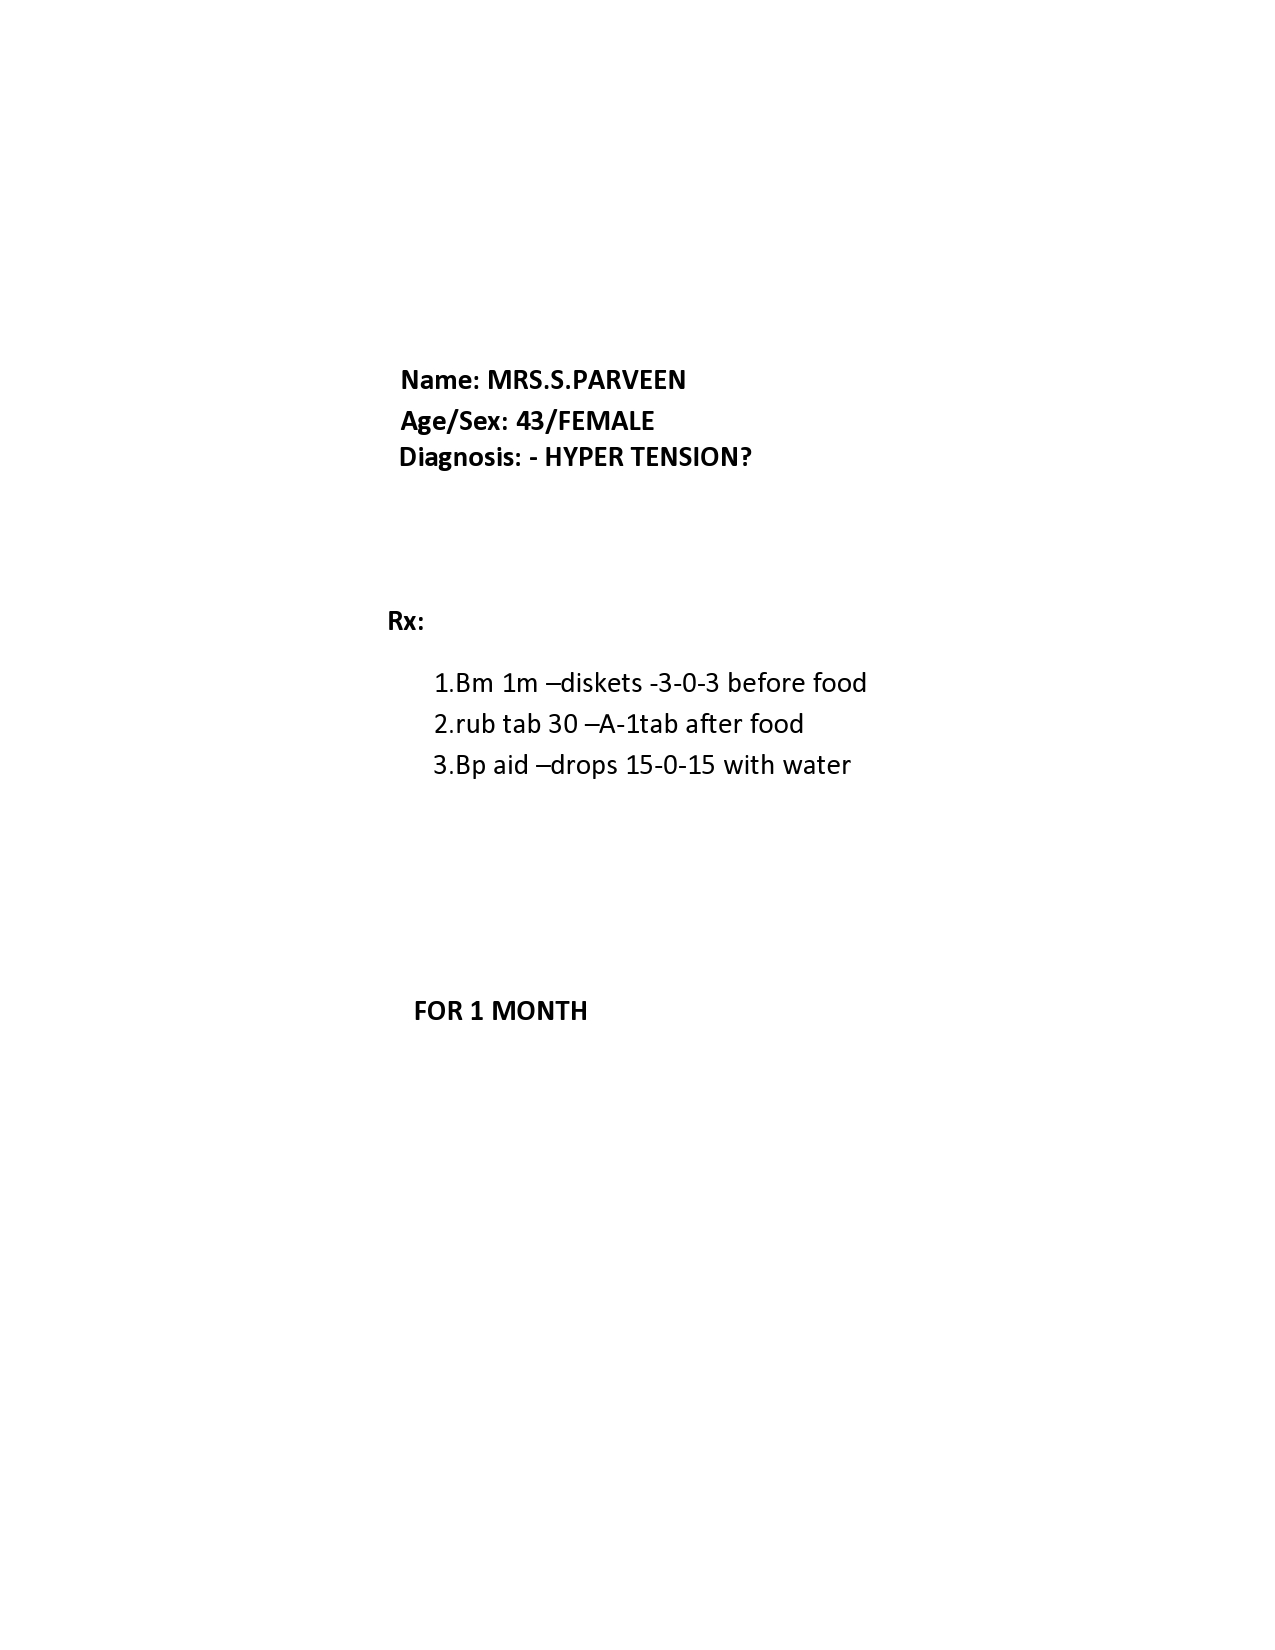 Name: MRS.S.PARVEEN
Age/Sex: 43/FEMALE
Diagnosis: - HYPER TENSION?
Rx:
1.Bm 1m –diskets -3-0-3 before food
2.rub tab 30 –A-1tab after food
3.Bp aid –drops 15-0-15 with water
FOR 1 MONTH